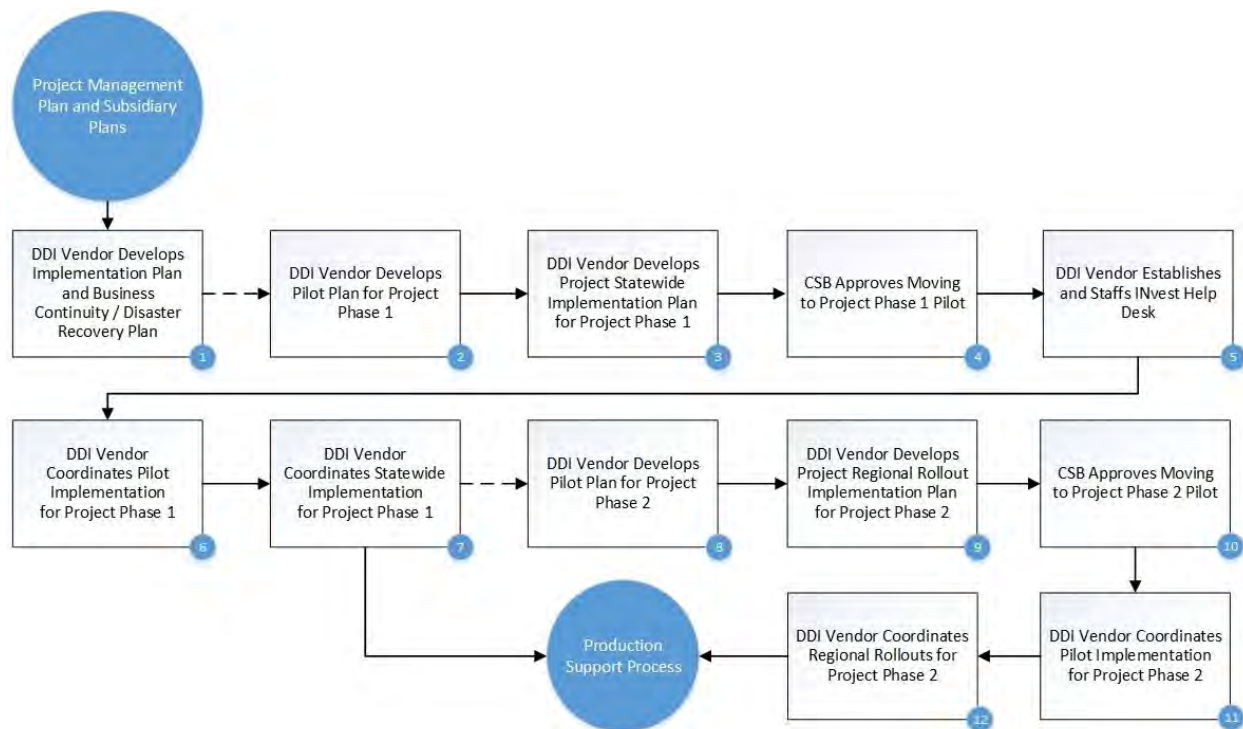 Project Management
Plan and Subsidiary
Plans
DDI Vendor Develops
Implementation Plan
and Business
Continuity / Disaster
Recovery Plan
1
DDI Vendor Develops
Pilot Plan for Project
Phase 1
2
DDI Vendor Develops
Project Statewide
Implementation Plan
for Project Phase 1
3
CSB Approves Moving
to Project Phase 1 Pilot
4
DDI Vendor Establishes
and Staffs INvest Help
Desk
5
DDI Vendor
Coordinates Pilot
Implementation
for Project Phase 1
6
DDI Vendor
Coordinates Statewide
Implementation
for Project Phase 1
7
DDI Vendor Develops
Pilot Plan for Project
Phase 2
8
DDI Vendor Develops
Project Regional Rollout
Implementation Plan
for Project Phase 2
9
CSB Approves Moving
to Project Phase 2 Pilot
10
DDI Vendor Coordinates
Pilot Implementation
for Project Phase 2
11
DDI Vendor Coordinates
Regional Rollouts for
Project Phase 2
12
Production
Support Process